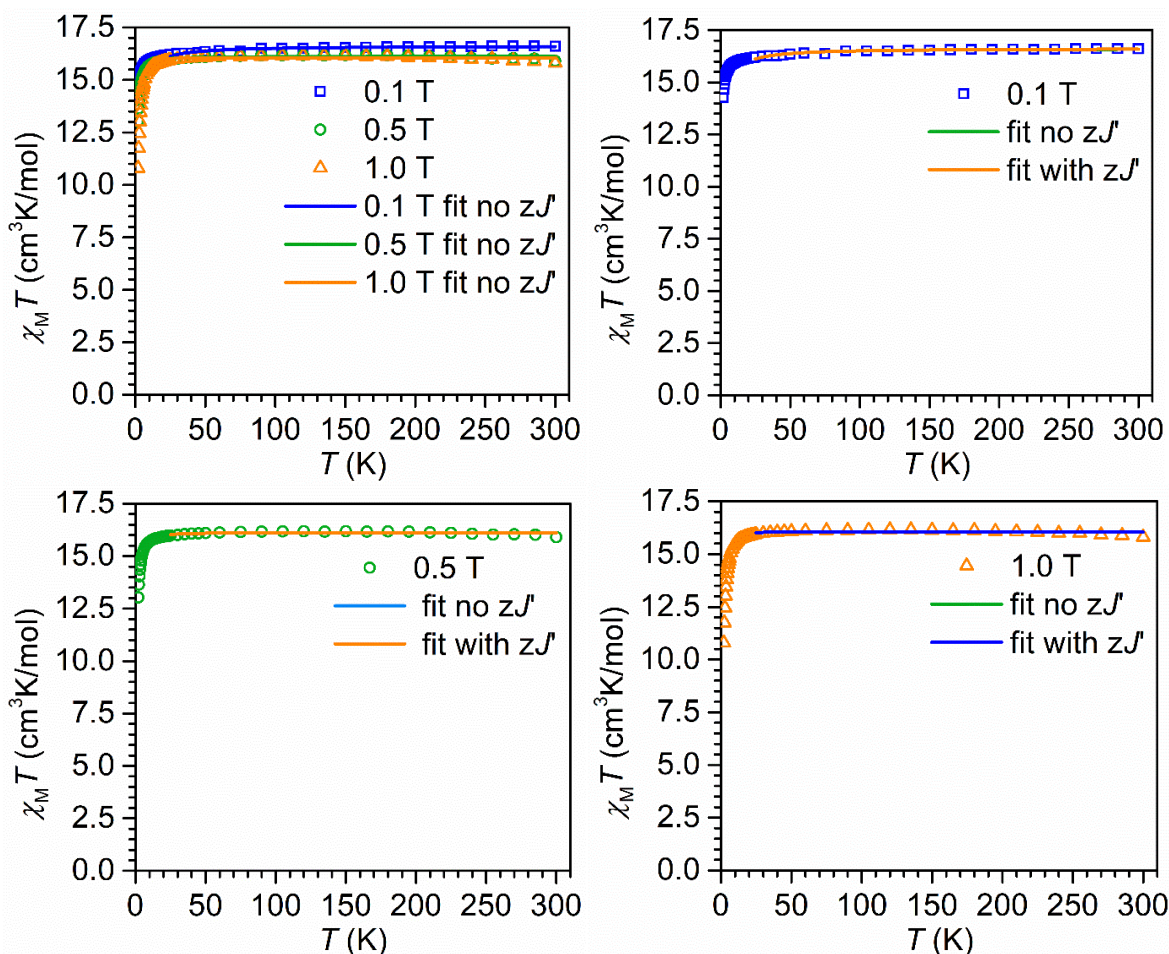 17.5
15.0
12.5
10.0
7.5
5.0
2.5
0.0
χM T (cm³K/mol)
0.1 T
0.5 T
1.0 T
0.1 T fit no zJ'
0.5 T fit no zJ'
1.0 T fit no zJ'
0 50 100 150 200 250 300
T (K)
17.5
15.0
12.5
10.0
7.5
5.0
2.5
0.0
χM T (cm³K/mol)
0.1 T
fit no zJ'
fit with zJ'
0 50 100 150 200 250 300
T (K)
17.5
15.0
12.5
10.0
7.5
5.0
2.5
0.0
χM T (cm³K/mol)
0.5 T
fit no zJ'
fit with zJ'
0 50 100 150 200 250 300
T (K)
17.5
15.0
12.5
10.0
7.5
5.0
2.5
0.0
χM T (cm³K/mol)
1.0 T
fit no zJ'
fit with zJ'
0 50 100 150 200 250 300
T (K)